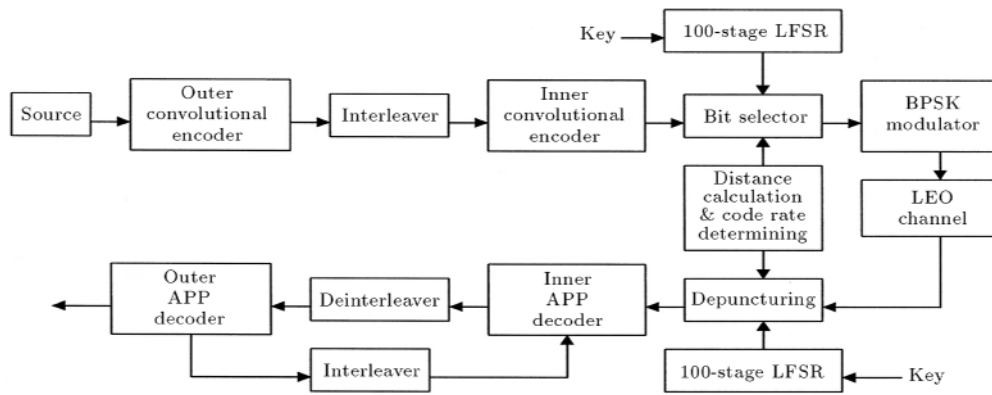 Key
100-stage LFSR
Source
Outer
convolutional
encoder
Interleaver
Inner
convolutional
encoder
Bit selector
BPSK
modulator
Distance
calculation
& code rate
determining
LEO
channel
Outer
APP
decoder
Deinterleaver
Inner
APP
decoder
Depuncturing
Interleaver
100-stage LFSR
Key